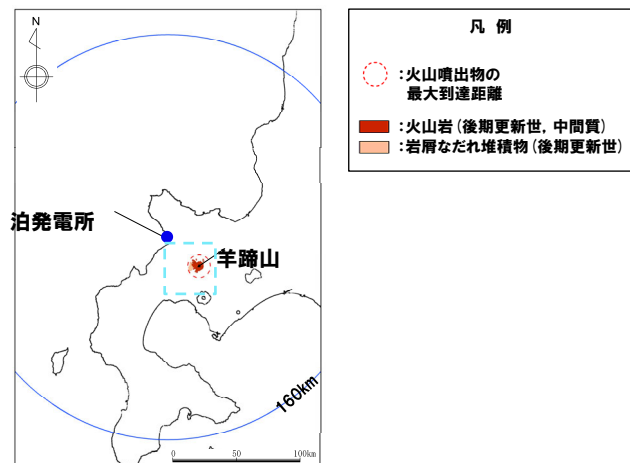 N
泊発電所
羊蹄山
160km
0 50 100km
凡 例
：火山噴出物の
最大到達距離
：火山岩（後期更新世，中間質）
：岩屑なだれ堆積物（後期更新世）